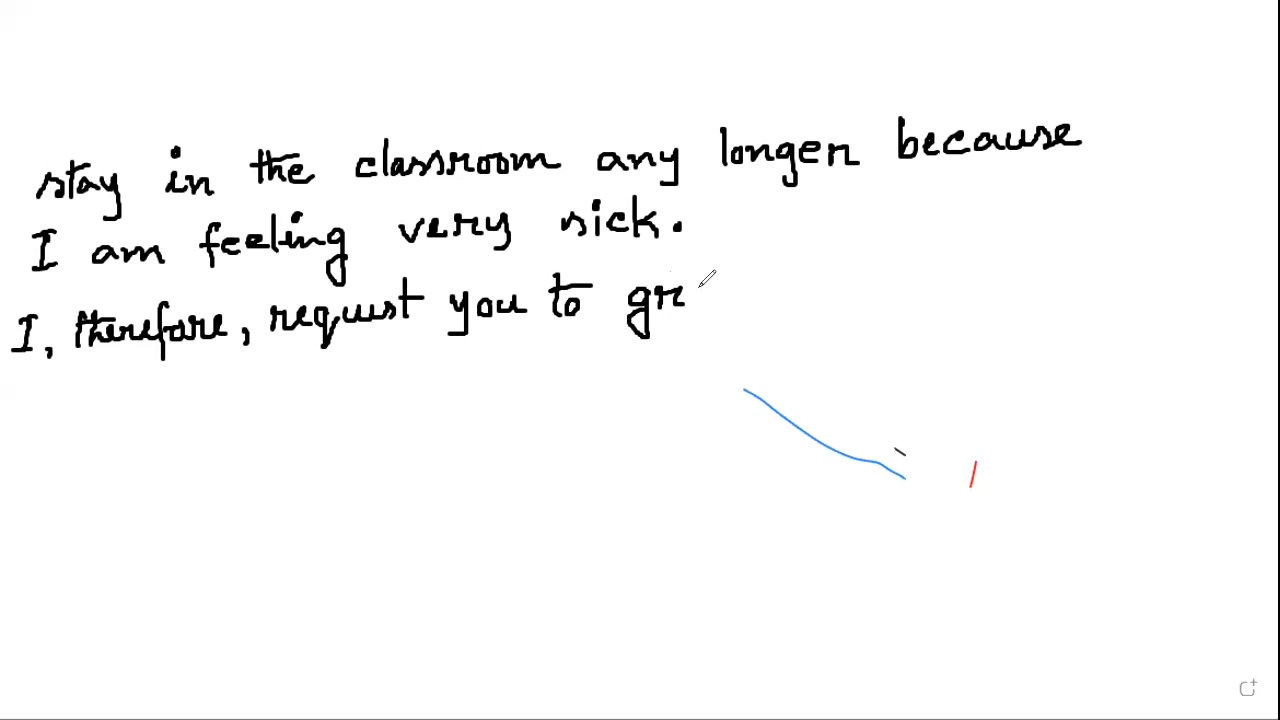 stay in the classroom any longer because
I am feeling very sick.
I, therefore, request you to gr